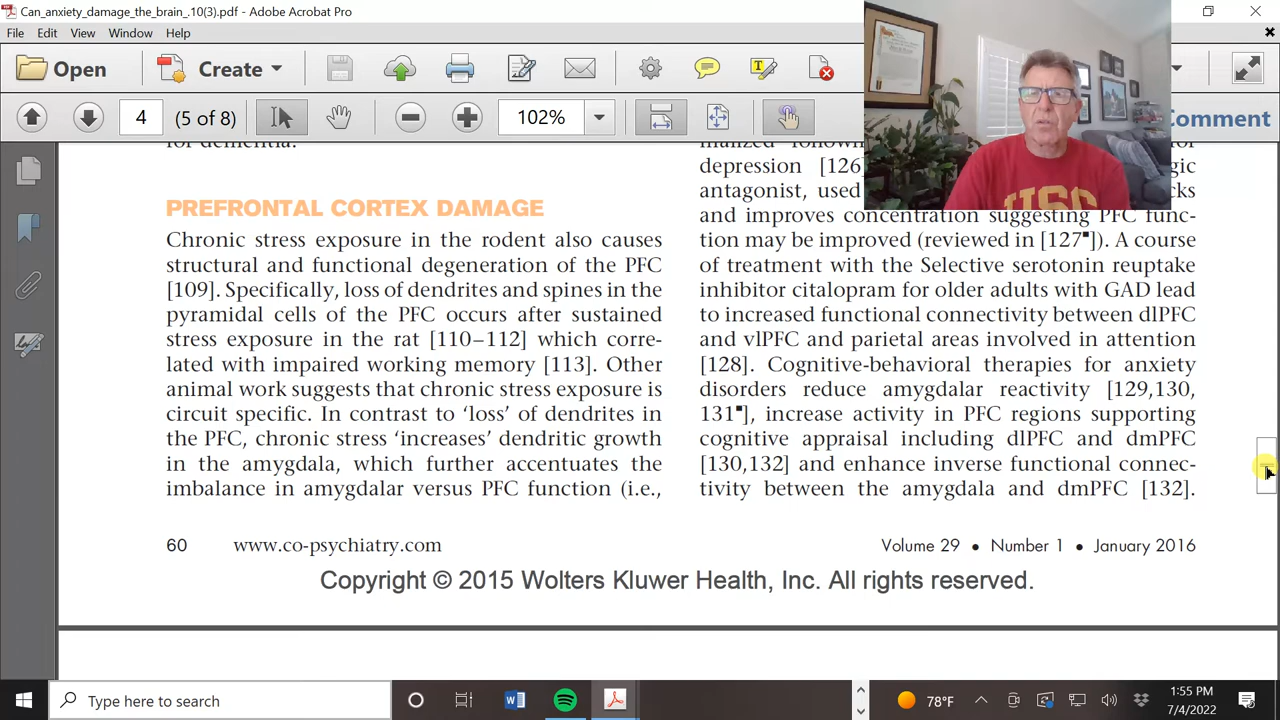 Can_anxiety_damage_the_brain_.10(3).pdf - Adobe Acrobat Pro
File Edit View Window Help
Open Create
4 (5 of 8) 102% Comment
for dementia.
PREFRONTAL CORTEX DAMAGE
Chronic stress exposure in the rodent also causes
structural and functional degeneration of the PFC
[109]. Specifically, loss of dendrites and spines in the
pyramidal cells of the PFC occurs after sustained
stress exposure in the rat [110–112] which corre-
lated with impaired working memory [113]. Other
animal work suggests that chronic stress exposure is
circuit specific. In contrast to ‘loss’ of dendrites in
the PFC, chronic stress ‘increases’ dendritic growth
in the amygdala, which further accentuates the
imbalance in amygdalar versus PFC function (i.e.,
depression [126]
antagonist, used
and improves concentration suggesting PFC func-
tion may be improved (reviewed in [127▪]). A course
of treatment with the Selective serotonin reuptake
inhibitor citalopram for older adults with GAD lead
to increased functional connectivity between dlPFC
and vlPFC and parietal areas involved in attention
[128]. Cognitive-behavioral therapies for anxiety
disorders reduce amygdalar reactivity [129,130,
131▪], increase activity in PFC regions supporting
cognitive appraisal including dlPFC and dmPFC
[130,132] and enhance inverse functional connec-
tivity between the amygdala and dmPFC [132].
60 www.co-psychiatry.com
Volume 29 • Number 1 • January 2016
Copyright © 2015 Wolters Kluwer Health, Inc. All rights reserved.
USC
Type here to search
78°F
1:55 PM
7/4/2022